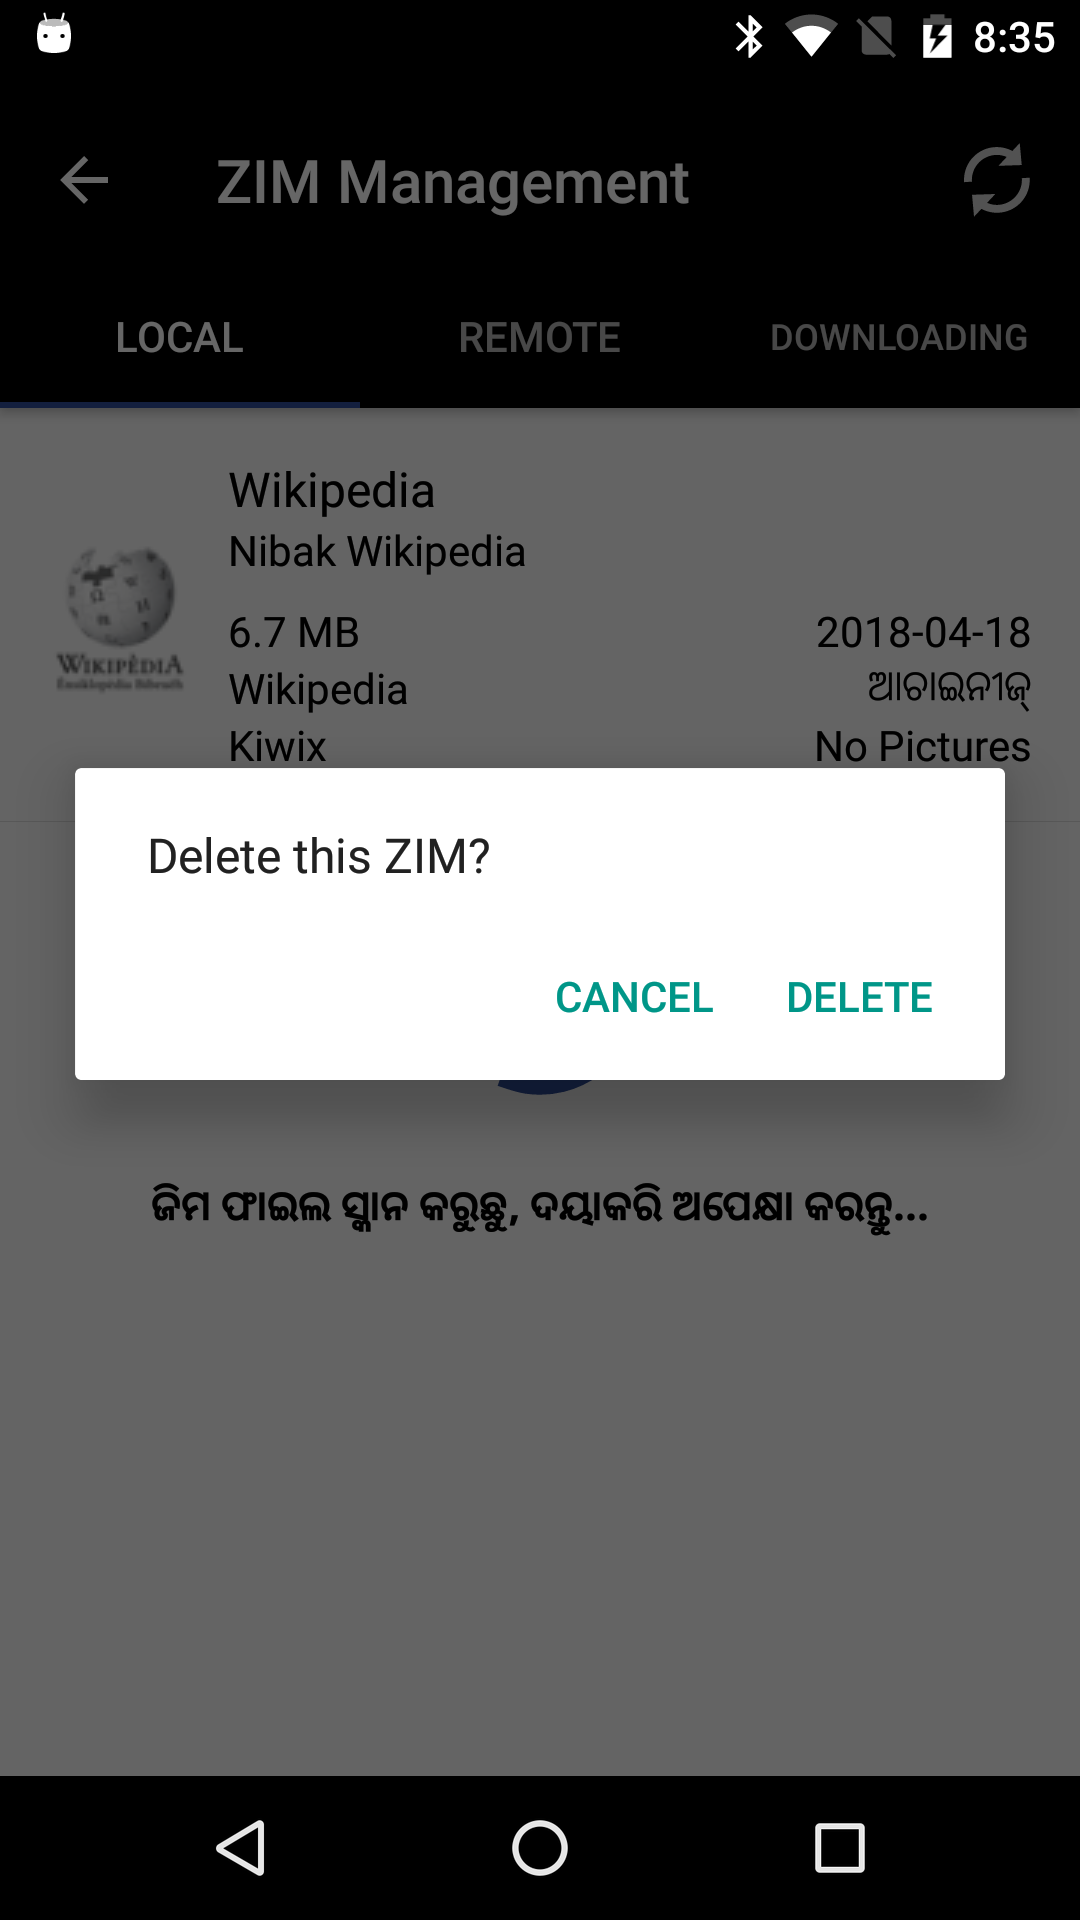 8:35
ZIM Management
LOCAL
REMOTE
DOWNLOADING
Wikipedia
Nibak Wikipedia
WIKIPÈDIA
6.7 MB
2018-04-18
Wikipedia
ଆଚାଇନୀଜ୍
Kiwix
No Pictures
Delete this ZIM?
CANCEL
DELETE
ଜିମ ଫାଇଲ ସ୍କାନ କରୁଛୁ, ଦୟାକରି ଅପେକ୍ଷା କରନ୍ତୁ...